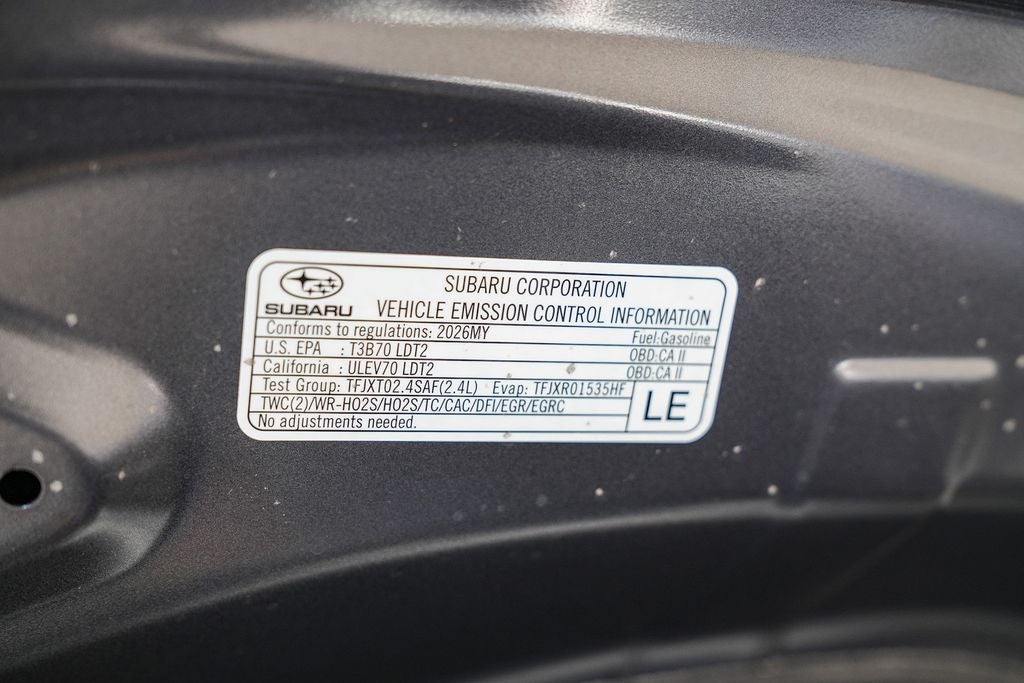 SUBARU
SUBARU CORPORATION
VEHICLE EMISSION CONTROL INFORMATION
Conforms to regulations: 2026MY Fuel:Gasoline
U.S. EPA : T3B70 LDT2 OBD:CA II
California : ULEV70 LDT2 OBD:CA II
Test Group: TFJXT02.4SAF(2.4L) Evap: TFJXR01535HF
TWC(2)/WR-HO2S/HO2S/TC/CAC/DFI/EGR/EGRC
No adjustments needed.
LE